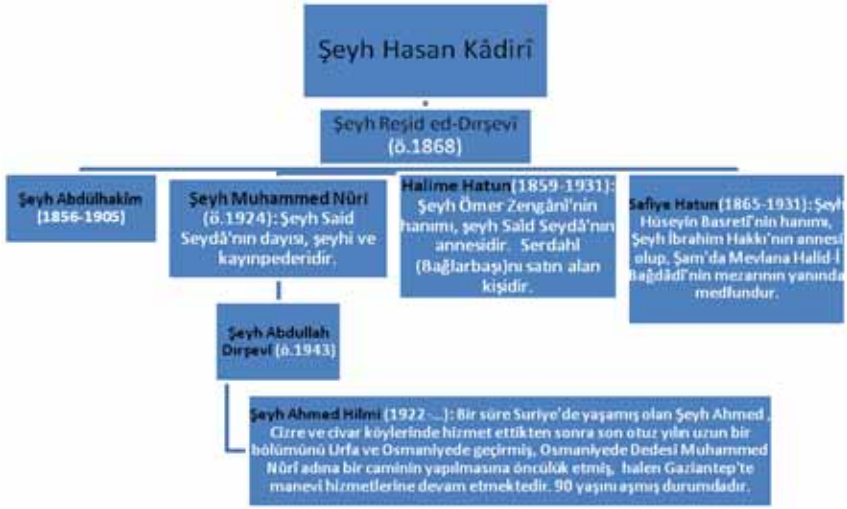 Şeyh Hasan Kâdirî
Şeyh Reşid ed-Dırşevî
(ö.1868)
Şeyh Abdülhakîm
(1856-1905)
Şeyh Muhammed Nûrî
(ö.1924): Şeyh Said
Seydâ'nın dayısı, şeyhi ve
kayınpederidir.
Halime Hatun(1859-1931):
Şeyh Ömer Zengânî'nin
hanımı, şeyh Saîd Seydâ'nın
annesidir. Serdahl
(Bağlarbaşı)nı satın alan
kişidir.
Safiye Hatun(1865-1931): Şeyh
Hüseyin Basretî'nin hanımı,
Şeyh İbrahim Hakkı'nın annesi
olup, Şam'da Mevlana Halid-İ
Bağdâdî'nin mezarının yanında
medfundur.
Şeyh Abdullah
Dırşevî (ö.1943)
Şeyh Ahmed Hilmi (1922-...): Bir süre Suriye'de yaşamış olan Şeyh Ahmed,
Cizre ve civar köylerinde hizmet ettikten sonra son otuz yılın uzun bir
bölümünü Urfa ve Osmaniyede geçirmiş, Osmaniyede Dedesi Muhammed
Nûrî adına bir caminin yapılmasına öncülük etmiş, halen Gaziantep'te
manevi hizmetlerine devam etmektedir. 90 yaşını aşmış durumdadır.